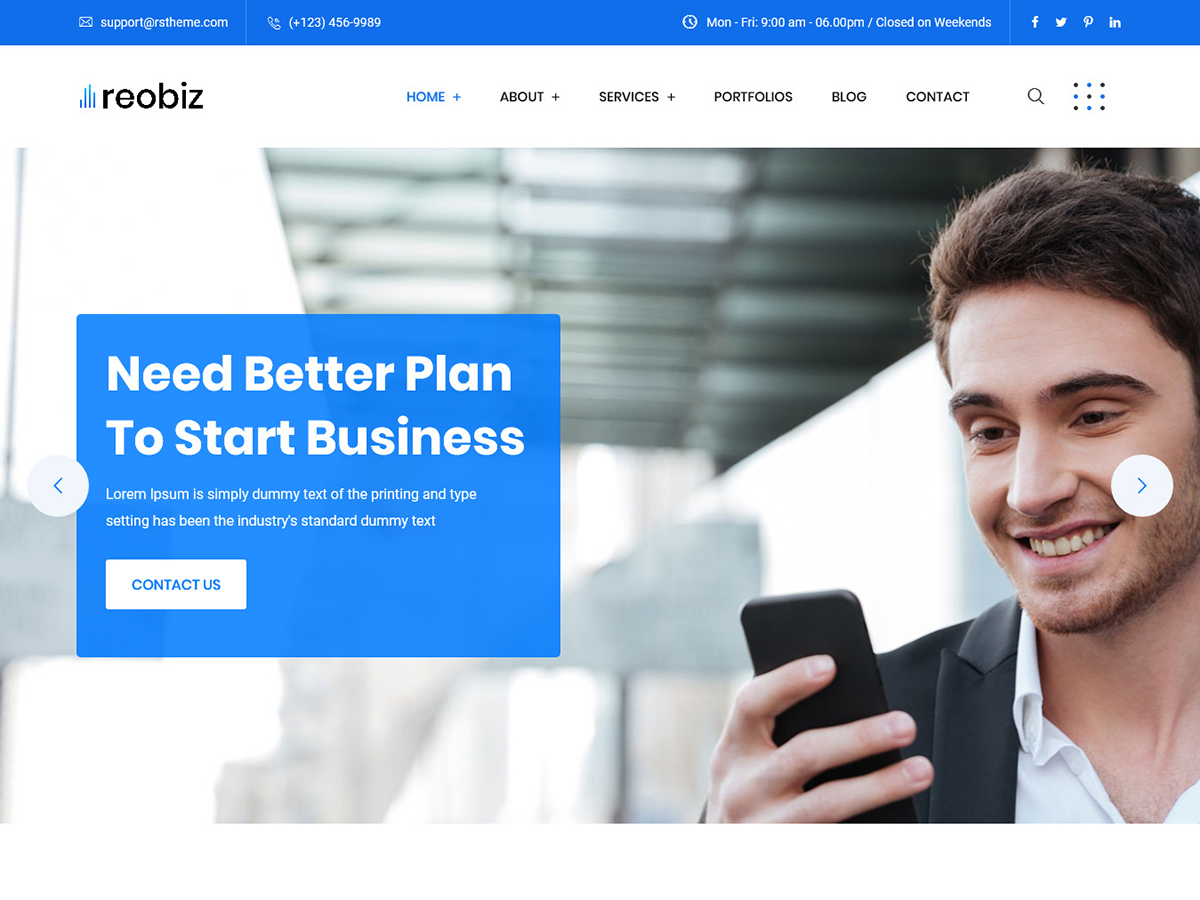 support@rstheme.com
(+123) 456-9989
Mon - Fri: 9:00 am - 06.00pm / Closed on Weekends
reobiz
HOME +
ABOUT +
SERVICES +
PORTFOLIOS
BLOG
CONTACT
Need Better Plan
To Start Business
Lorem Ipsum is simply dummy text of the printing and type
setting has been the industry's standard dummy text
CONTACT US